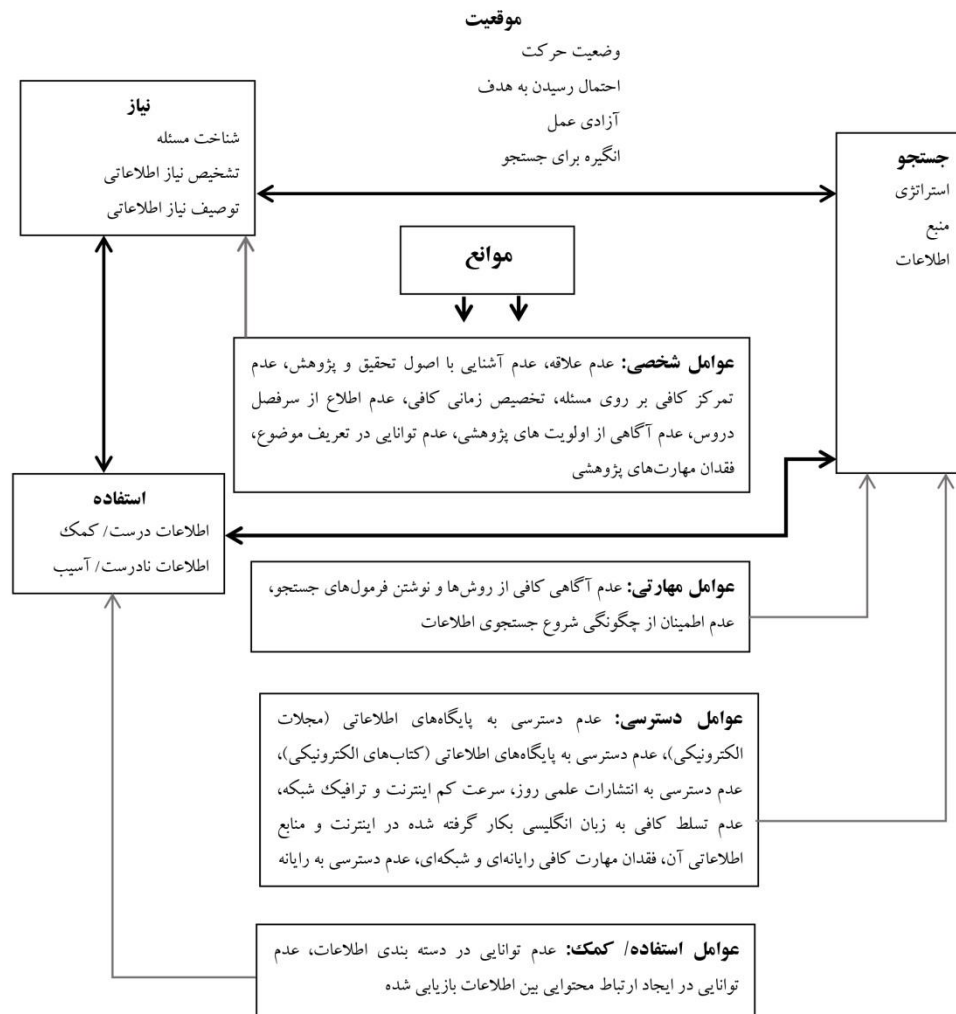 موقعیت
وضعیت حرکت
احتمال رسیدن به هدف
آزادی عمل
انگیره برای جستجو
نیاز
شناخت مسئله
تشخیص نیاز اطلاعاتی
توصیف نیاز اطلاعاتی
جستجو
استراتژی
منبع
اطلاعات
موانع
عوامل شخصی: عدم علاقه، عدم آشنایی با اصول تحقیق و پژوهش، عدم
تمرکز کافی بر روی مسئله، تخصیص زمانی کافی، عدم اطلاع از سرفصل
دروس، عدم آگاهی از اولویت های پژوهشی، عدم توانایی در تعریف موضوع،
فقدان مهارت‌های پژوهشی
استفاده
اطلاعات درست/ کمک
اطلاعات نادرست/ آسیب
عوامل مهارتی: عدم آگاهی کافی از روش‌ها و نوشتن فرمول‌های جستجو،
عدم اطمینان از چگونگی شروع جستجوی اطلاعات
عوامل دسترسی: عدم دسترسی به پایگاه‌های اطلاعاتی (مجلات
الکترونیکی)، عدم دسترسی به پایگاه‌های اطلاعاتی (کتاب‌های الکترونیکی)،
عدم دسترسی به انتشارات علمی روز، سرعت کم اینترنت و ترافیک شبکه،
عدم تسلط کافی به زبان انگلیسی بکار گرفته شده در اینترنت و منابع
اطلاعاتی آن، فقدان مهارت کافی رایانه‌ای و شبکه‌ای، عدم دسترسی به رایانه
عوامل استفاده/ کمک: عدم توانایی در دسته بندی اطلاعات، عدم
توانایی در ایجاد ارتباط محتوایی بین اطلاعات بازیابی شده